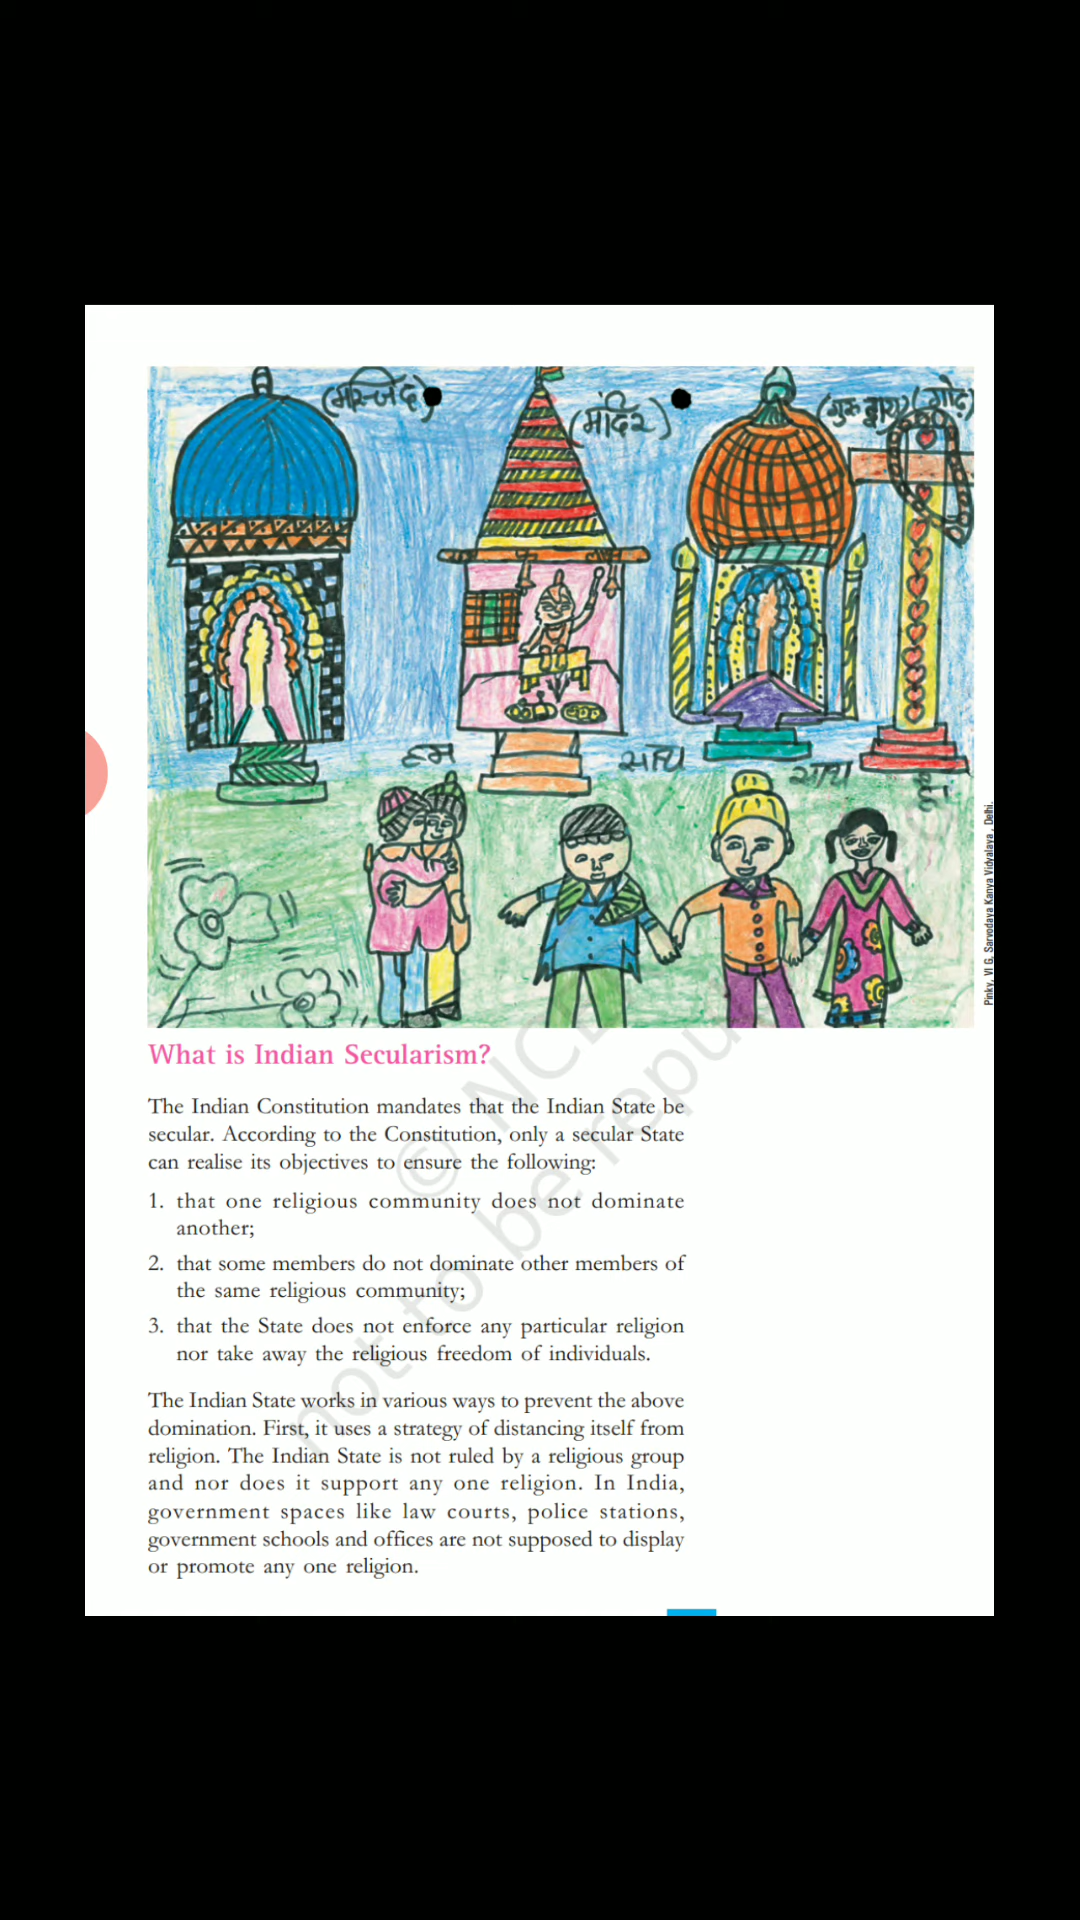 (मस्जिद)
(मंदिर)
(गुरुद्वारा)
(गोड)
हम
साथ
साथ
है
Pinky, VI G, Sarvodaya Kanya Vidyalaya, Delhi.
What is Indian Secularism?
The Indian Constitution mandates that the Indian State be
secular. According to the Constitution, only a secular State
can realise its objectives to ensure the following:
1. that one religious community does not dominate
another;
2. that some members do not dominate other members of
the same religious community;
3. that the State does not enforce any particular religion
nor take away the religious freedom of individuals.
The Indian State works in various ways to prevent the above
domination. First, it uses a strategy of distancing itself from
religion. The Indian State is not ruled by a religious group
and nor does it support any one religion. In India,
government spaces like law courts, police stations,
government schools and offices are not supposed to display
or promote any one religion.
© NCE
not to be repu